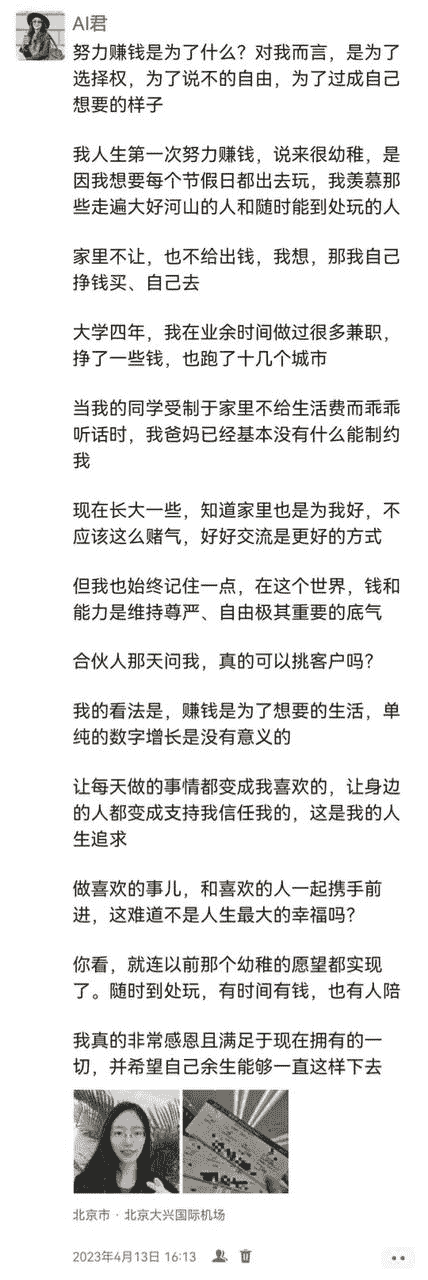 AI君
努力赚钱是为了什么？对我而言，是为了
选择权，为了说不的自由，为了过成自己
想要的样子
我人生第一次努力赚钱，说来很幼稚，是
因我想要每个节假日都出去玩，我羡慕那
些走遍大好河山的人和随时能到处玩的人
家里不让，也不给出钱，我想，那我自己
挣钱买、自己去
大学四年，我在业余时间做过很多兼职，
挣了一些钱，也跑了十几个城市
当我的同学受制于家里不给生活费而乖乖
听话时，我爸妈已经基本没有什么能制约
我
现在长大一些，知道家里也是为我好，不
应该这么赌气，好好交流是更好的方式
但我也始终记住一点，在这个世界，钱和
能力是维持尊严、自由极其重要的底气
合伙人那天问我，真的可以挑客户吗？
我的看法是，赚钱是为了想要的生活，单
纯的数字增长是没有意义的
让每天做的事情都变成我喜欢的，让身边
的人都变成支持我信任我的，这是我的人
生追求
做喜欢的事儿，和喜欢的人一起携手前
进，这难道不是人生最大的幸福吗？
你看，就连以前那个幼稚的愿望都实现
了。随时到处玩，有时间有钱，也有人陪
我真的非常感恩且满足于现在拥有的一
切，并希望自己余生能够一直这样下去
北京市 · 北京大兴国际机场
2023年4月13日 16:13